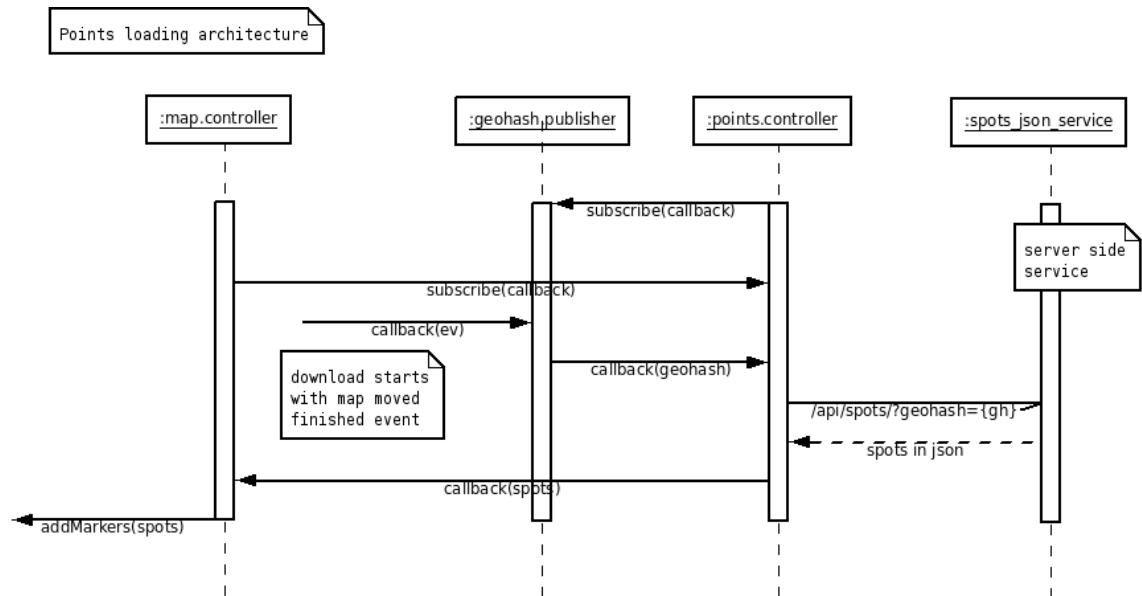 Points loading architecture
:map.controller
:geohash.publisher
:points.controller
:spots_json_service
subscribe(callback)
server side
service
subscribe(callback)
callback(ev)
callback(geohash)
download starts
with map moved
finished event
/api/spots/?geohash={gh}
spots in json
callback(spots)
addMarkers(spots)